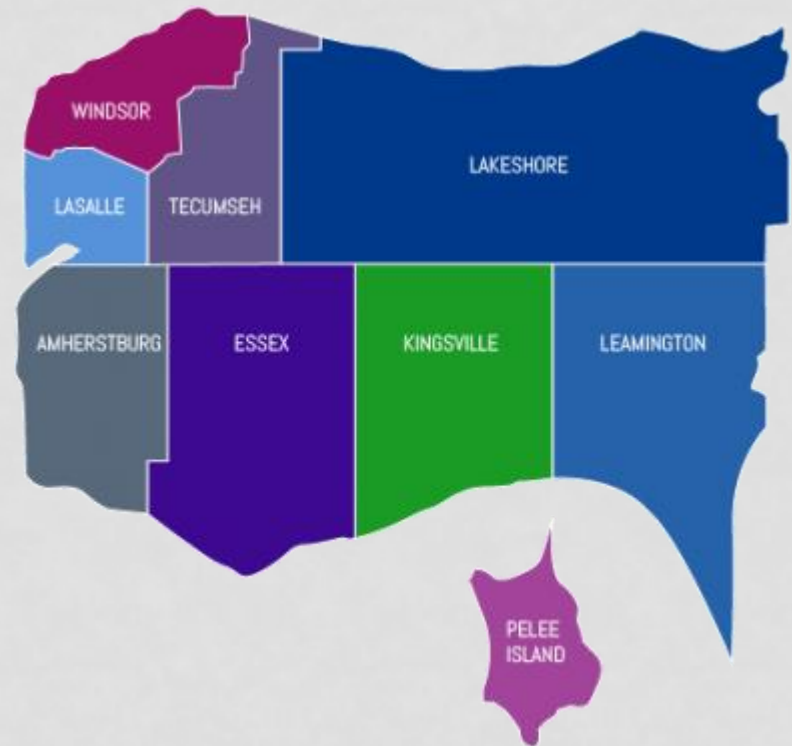 WINDSOR
LAKESHORE
LASALLE
TECUMSEH
AMHERSTBURG
ESSEX
KINGSVILLE
LEAMINGTON
PELEE
ISLAND